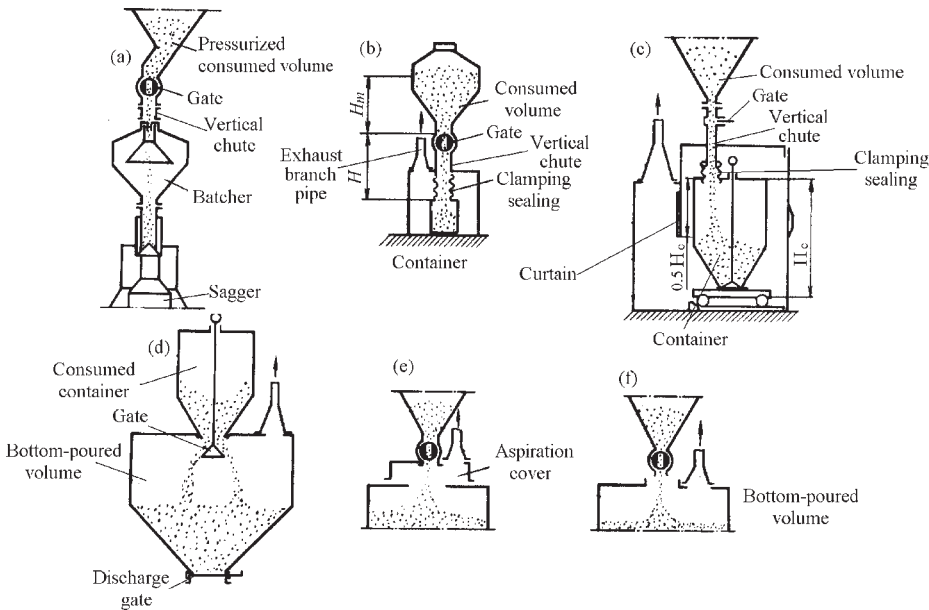 (a)
Pressurized
consumed volume
Gate
Vertical
chute
Batcher
Sagger
(b)
Hm
H
Consumed
volume
Gate
Exhaust
branch
pipe
Vertical
chute
Clamping
sealing
Container
(c)
Consumed volume
Gate
Vertical
chute
Clamping
sealing
Curtain
0.5 Hc
Hc
Container
(d)
Consumed
container
Gate
Bottom-poured
volume
Discharge
gate
(e)
Aspiration
cover
(f)
Bottom-poured
volume